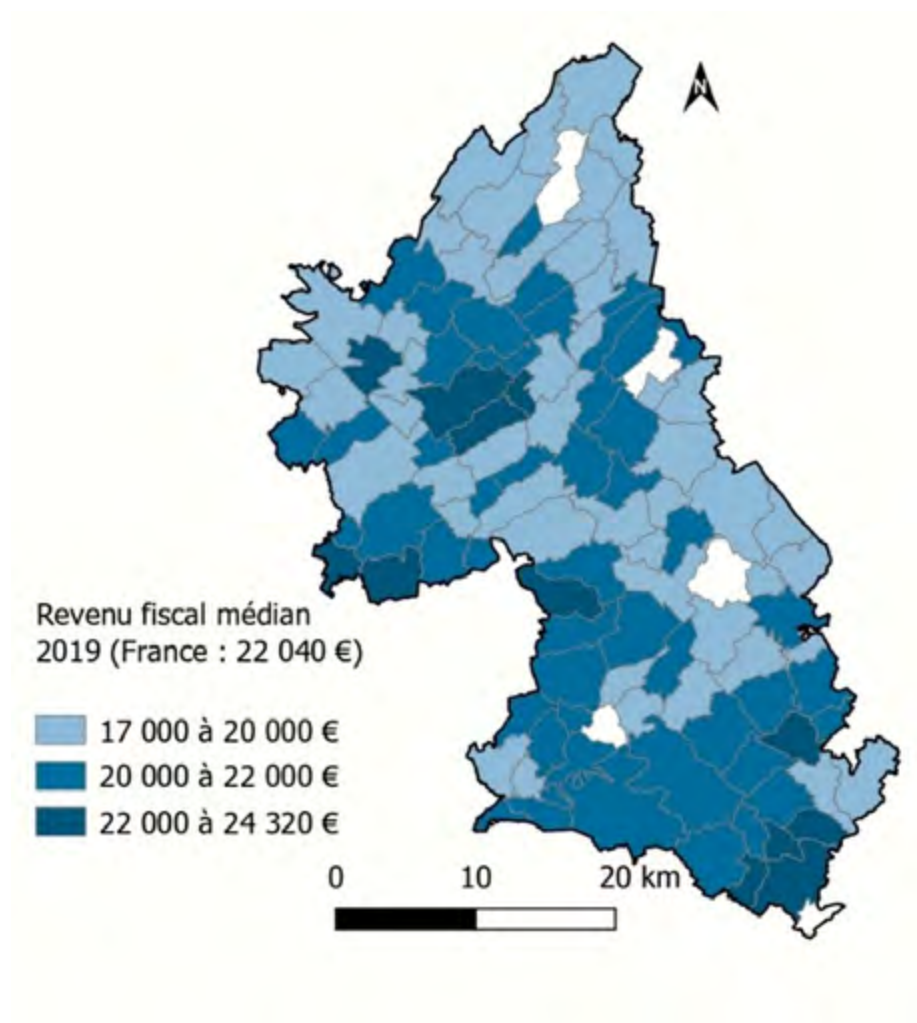 N
Revenu fiscal médian
2019 (France : 22 040 €)
17 000 à 20 000 €
20 000 à 22 000 €
22 000 à 24 320 €
0 10 20 km